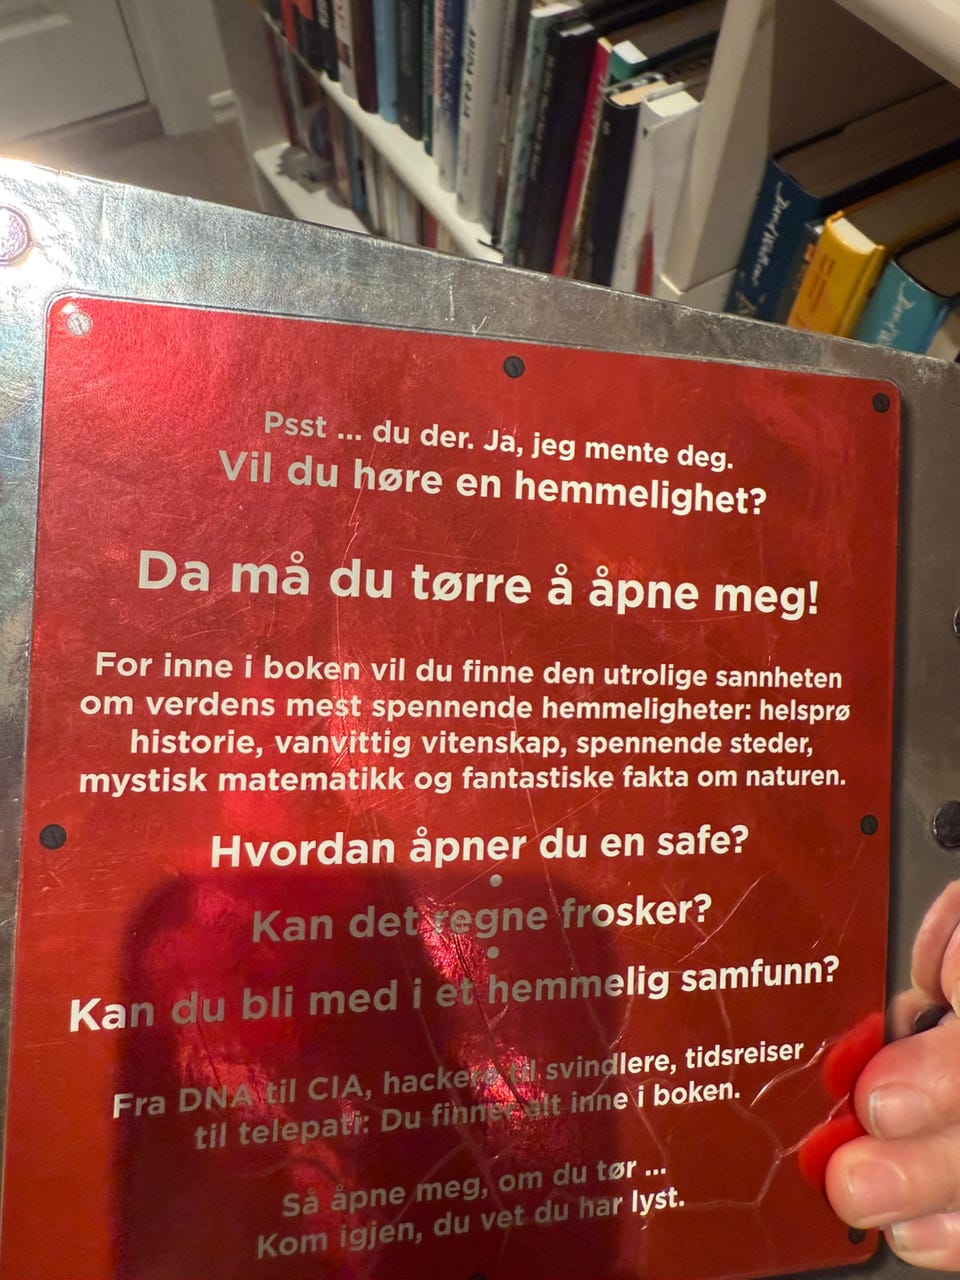 Psst ... du der. Ja, jeg mente deg.
Vil du høre en hemmelighet?
Da må du tørre å åpne meg!
For inne i boken vil du finne den utrolige sannheten
om verdens mest spennende hemmeligheter: helsprø
historie, vanvittig vitenskap, spennende steder,
mystisk matematikk og fantastiske fakta om naturen.
Hvordan åpner du en safe?
Kan det regne frosker?
Kan du bli med i et hemmelig samfunn?
Fra DNA til CIA, hackere til svindlere, tidsreiser
til telepati: Du finner alt inne i boken.
Så åpne meg, om du tør ...
Kom igjen, du vet du har lyst.